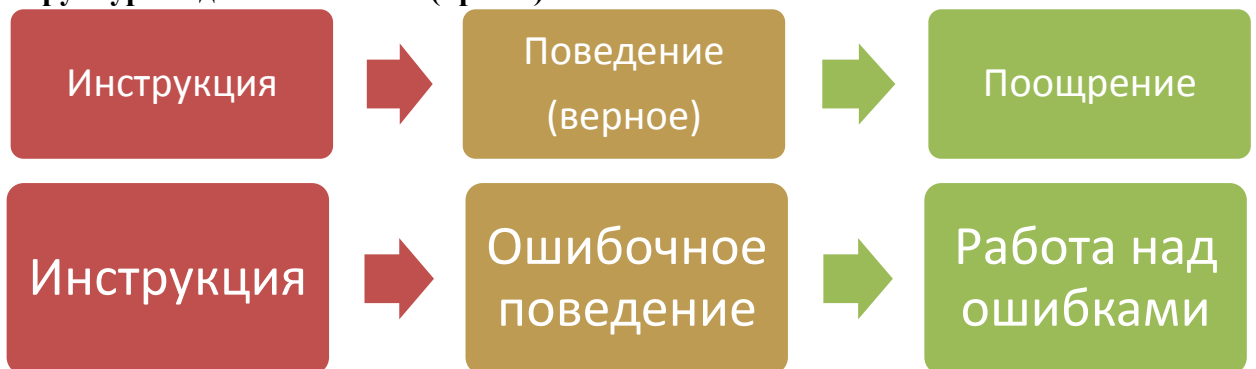 Инструкция
Поведение
(верное)
Поощрение
Инструкция
Ошибочное
поведение
Работа над
ошибками